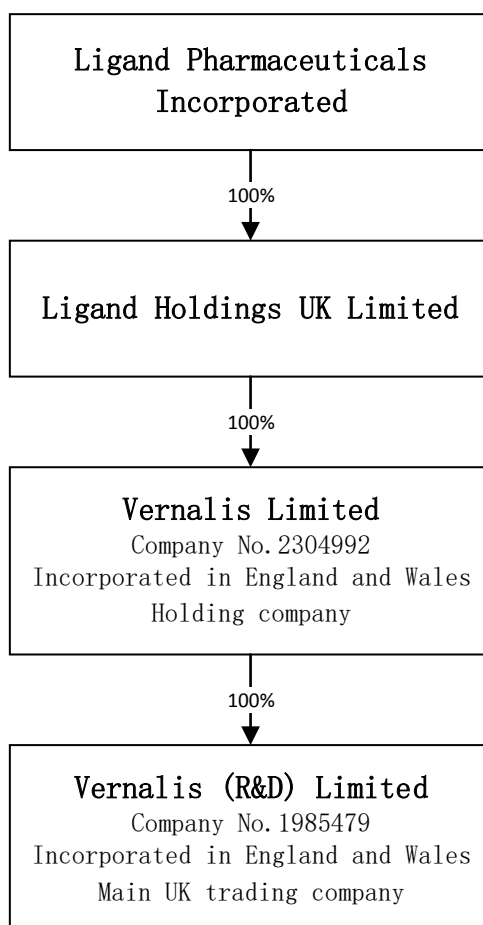 Ligand Pharmaceuticals
Incorporated
100%
Ligand Holdings UK Limited
100%
Vernalis Limited
Company No.2304992
Incorporated in England and Wales
Holding company
100%
Vernalis (R&D) Limited
Company No.1985479
Incorporated in England and Wales
Main UK trading company